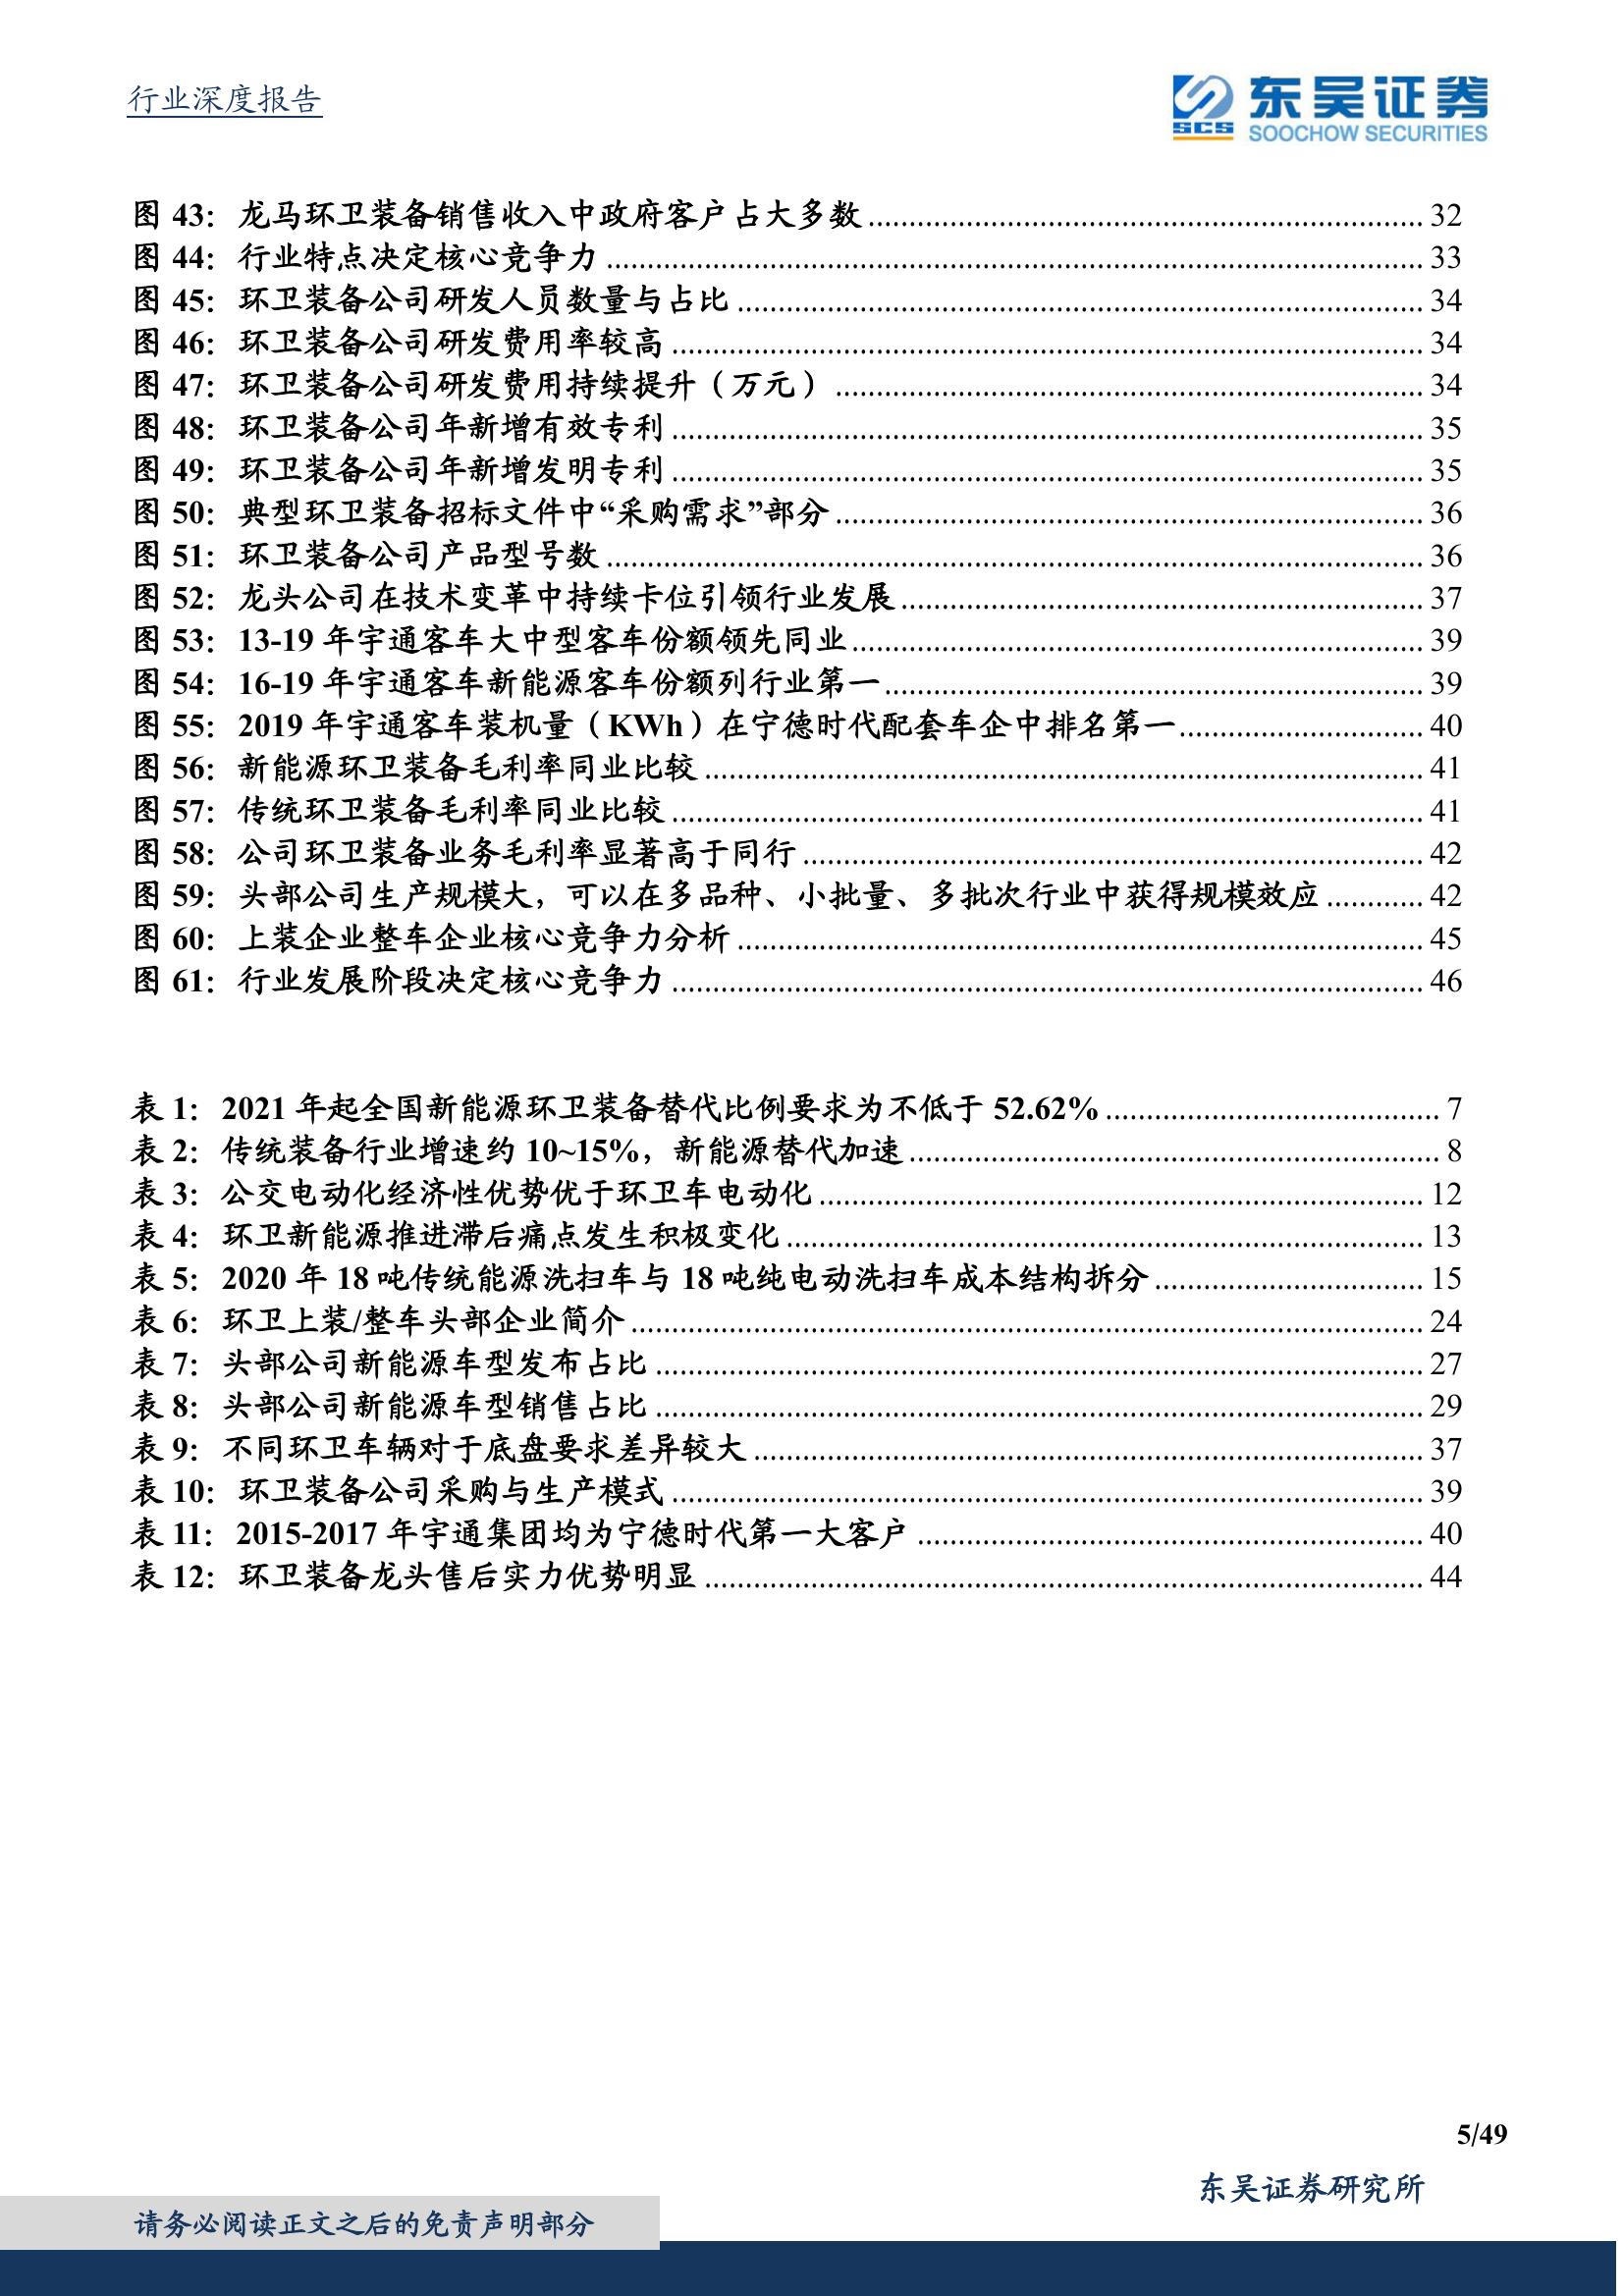 行业深度报告
SCS 东吴证券
SOOCHOW SECURITIES
图 43：龙马环卫装备销售收入中政府客户占大多数 32
图 44：行业特点决定核心竞争力 33
图 45：环卫装备公司研发人员数量与占比 34
图 46：环卫装备公司研发费用率较高 34
图 47：环卫装备公司研发费用持续提升（万元） 34
图 48：环卫装备公司年新增有效专利 35
图 49：环卫装备公司年新增发明专利 35
图 50：典型环卫装备招标文件中“采购需求”部分 36
图 51：环卫装备公司产品型号数 36
图 52：龙头公司在技术变革中持续卡位引领行业发展 37
图 53：13-19 年宇通客车大中型客车份额领先同业 39
图 54：16-19 年宇通客车新能源客车份额列行业第一 39
图 55：2019 年宇通客车装机量（KWh）在宁德时代配套车企中排名第一 40
图 56：新能源环卫装备毛利率同业比较 41
图 57：传统环卫装备毛利率同业比较 41
图 58：公司环卫装备业务毛利率显著高于同行 42
图 59：头部公司生产规模大，可以在多品种、小批量、多批次行业中获得规模效应 42
图 60：上装企业整车企业核心竞争力分析 45
图 61：行业发展阶段决定核心竞争力 46
表 1：2021 年起全国新能源环卫装备替代比例要求为不低于 52.62% 7
表 2：传统装备行业增速约 10~15%，新能源替代加速 8
表 3：公交电动化经济性优势优于环卫车电动化 12
表 4：环卫新能源推进滞后痛点发生积极变化 13
表 5：2020 年 18 吨传统能源洗扫车与 18 吨纯电动洗扫车成本结构拆分 15
表 6：环卫上装/整车头部企业简介 24
表 7：头部公司新能源车型发布占比 27
表 8：头部公司新能源车型销售占比 29
表 9：不同环卫车辆对于底盘要求差异较大 37
表 10：环卫装备公司采购与生产模式 39
表 11：2015-2017 年宇通集团均为宁德时代第一大客户 40
表 12：环卫装备龙头售后实力优势明显 44
5/49
东吴证券研究所
请务必阅读正文之后的免责声明部分